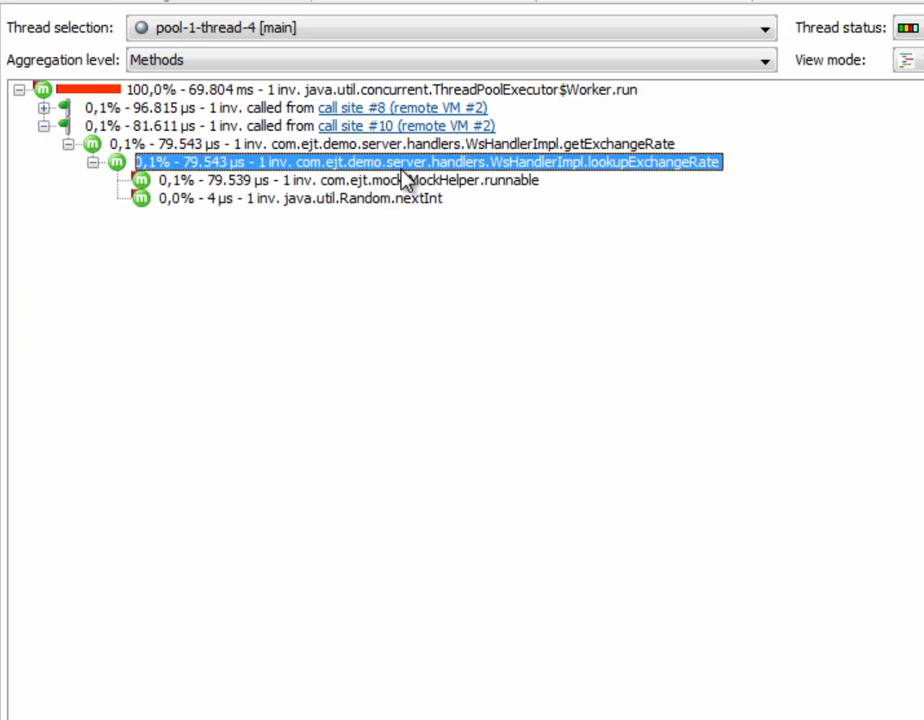 Thread selection: pool-1-thread-4 [main] Thread status:
Aggregation level: Methods View mode:
100,0% - 69.804 ms - 1 inv. java.util.concurrent.ThreadPoolExecutor$Worker.run
0,1% - 96.815 µs - 1 inv. called from call site #8 (remote VM #2)
0,1% - 81.611 µs - 1 inv. called from call site #10 (remote VM #2)
0,1% - 79.543 µs - 1 inv. com.ejt.demo.server.handlers.WsHandlerImpl.getExchangeRate
0,1% - 79.543 µs - 1 inv. com.ejt.demo.server.handlers.WsHandlerImpl.lookupExchangeRate
0,1% - 79.539 µs - 1 inv. com.ejt.mock.MockHelper.runnable
0,0% - 4 µs - 1 inv. java.util.Random.nextInt